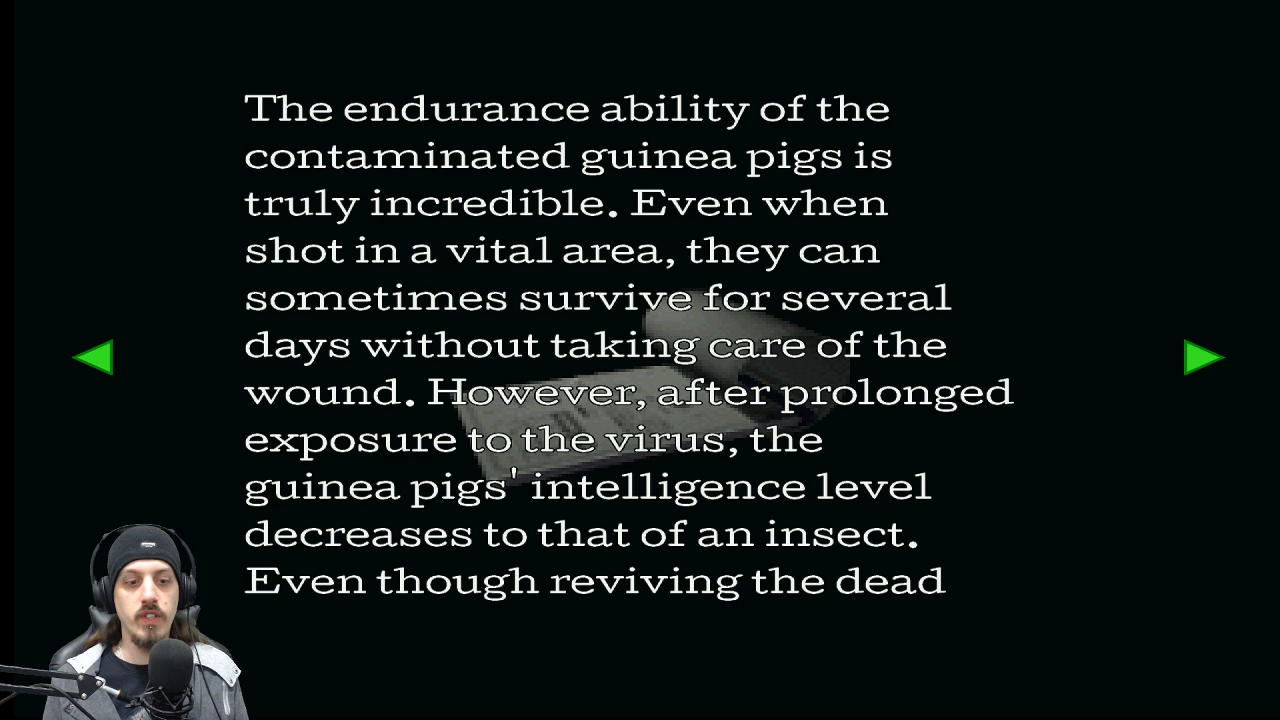 The endurance ability of the
contaminated guinea pigs is
truly incredible. Even when
shot in a vital area, they can
sometimes survive for several
days without taking care of the
wound. However, after prolonged
exposure to the virus, the
guinea pigs' intelligence level
decreases to that of an insect.
Even though reviving the dead